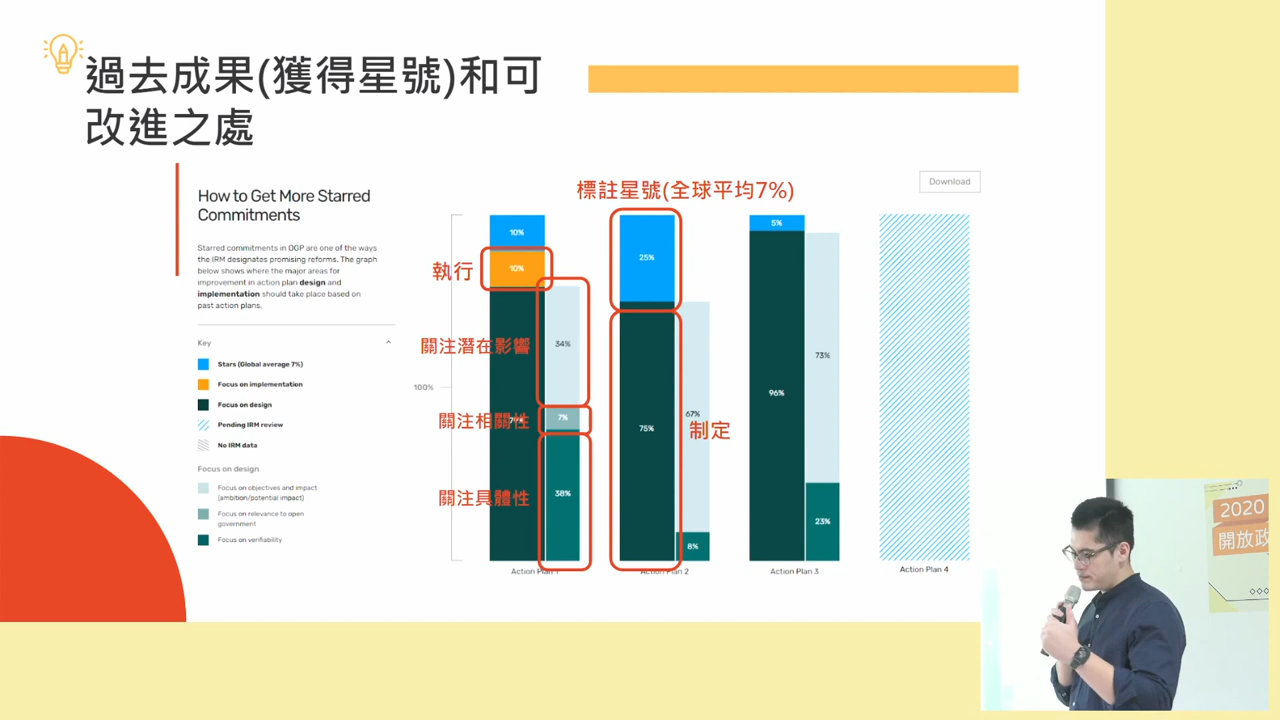 過去成果(獲得星號)和可
改進之處
How to Get More Starred
Commitments
Starred commitments in OGP are one of the ways
the IRM designates promising reforms. The graph
below shows where the major areas for
improvement in action plan design and
implementation should take place based on
past action plans.
Key
Stars (Global average 7%)
Focus on implementation
Focus on design
Pending IRM review
No IRM data
Focus on design
Focus on objectives and impact
(ambition/potential impact)
Focus on relevance to open
government
Focus on verifiability
標註星號(全球平均7%)
Download
執行
關注潛在影響
100%
關注相關性
關注具體性
制定
10%
10%
34%
7%
38%
Action Plan 1
25%
75%
67%
8%
Action Plan 2
5%
96%
73%
23%
Action Plan 3
Action Plan 4
2020
開放政